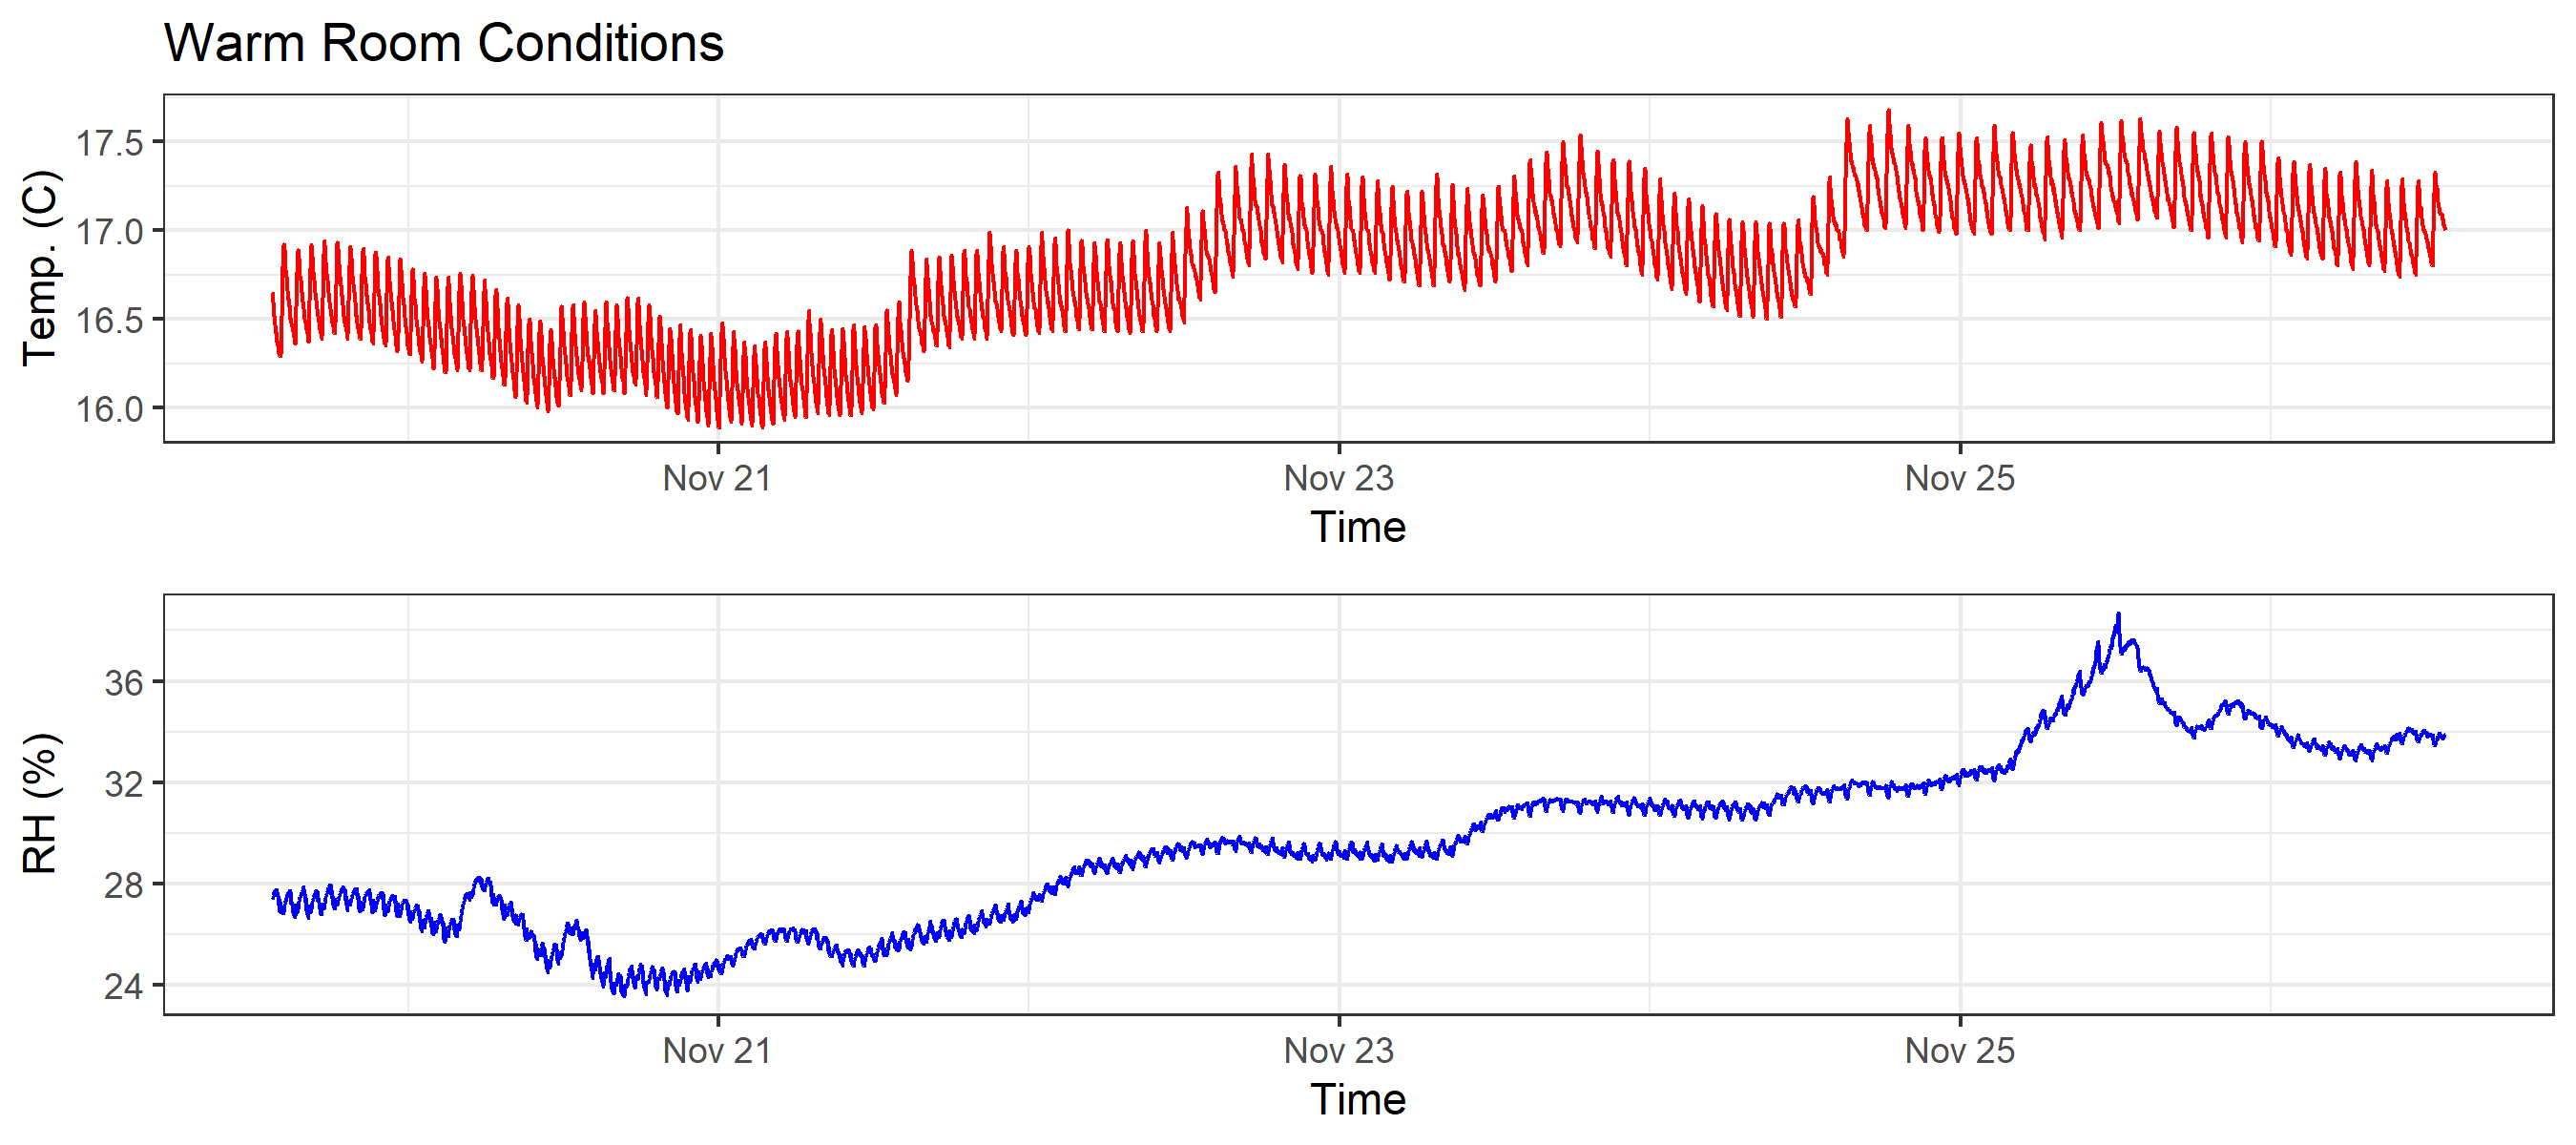 Warm Room Conditions
Temp. (C)
17.5
17.0
16.5
16.0
Nov 21 Nov 23 Nov 25
Time
RH (%)
36
32
28
24
Nov 21 Nov 23 Nov 25
Time